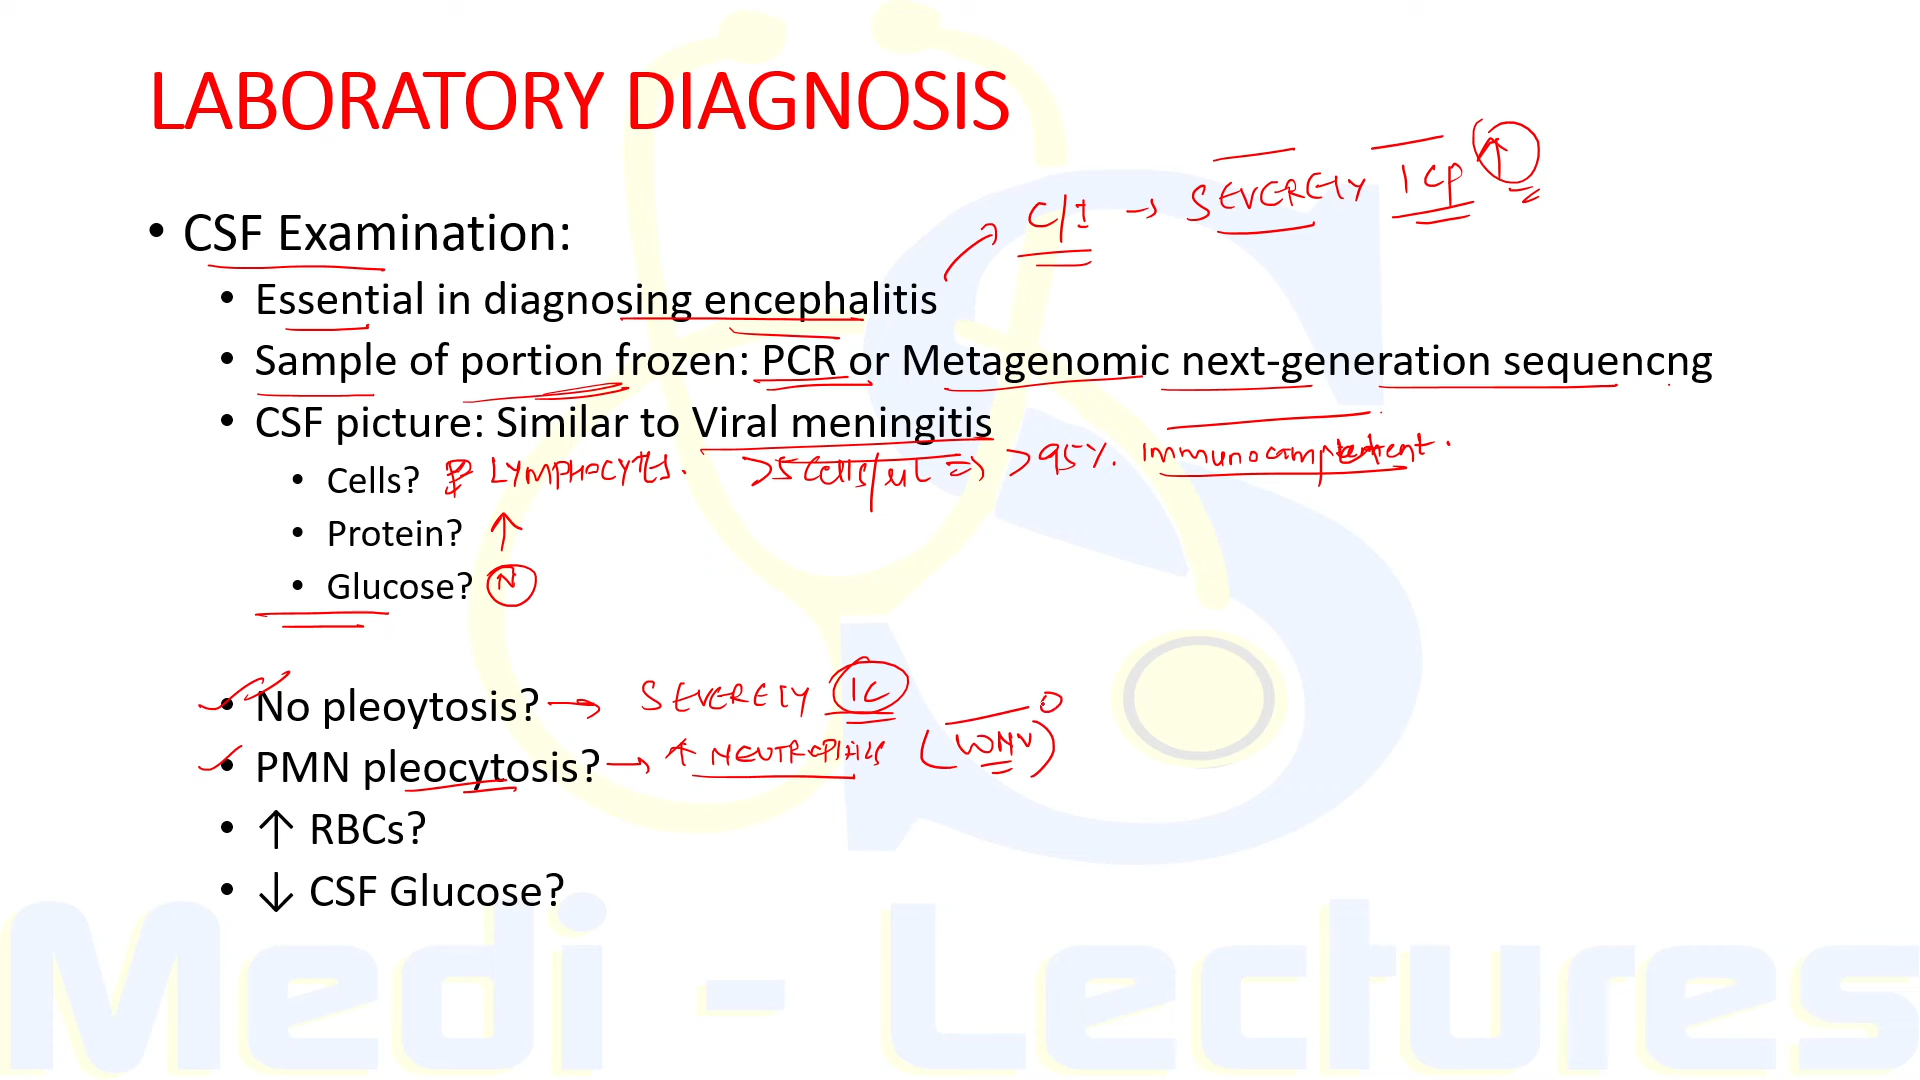 LABORATORY DIAGNOSIS
C/I → SEVERELY ICP (↑)
• CSF Examination:
• Essential in diagnosing encephalitis
• Sample of portion frozen: PCR or Metagenomic next-generation sequencng
• CSF picture: Similar to Viral meningitis
• Cells? LYMPHOCYTES. >5 cells/µL => >95%. Immunocompetent.
• Protein? ↑
• Glucose? N
• No pleoytosis? → SEVERELY IC
• PMN pleocytosis? → ↑ NEUTROPHILS (WNV)
• ↑ RBCs?
• ↓ CSF Glucose?
Medi - Lectures